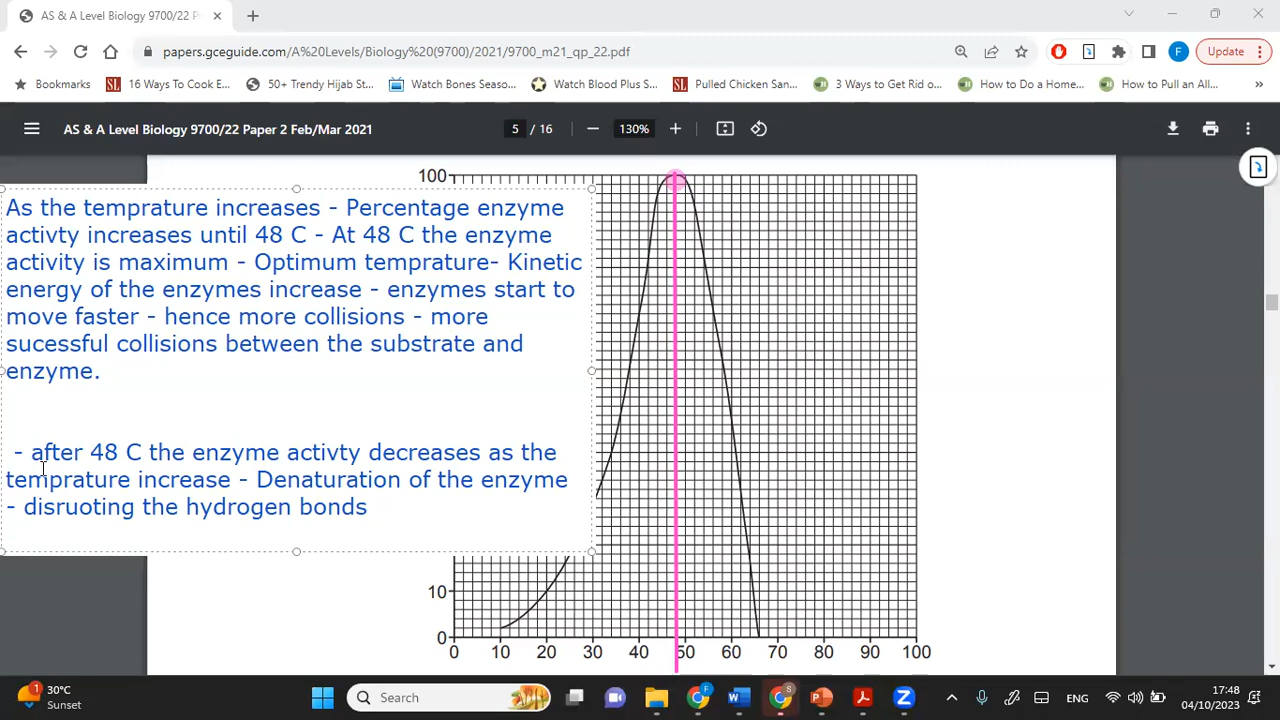 AS & A Level Biology 9700/22 P
papers.gceguide.com/A%20Levels/Biology%20(9700)/2021/9700_m21_qp_22.pdf
F
Update
Bookmarks
SL 16 Ways To Cook E...
50+ Trendy Hijab St...
Watch Bones Seaso...
Watch Blood Plus S...
SL Pulled Chicken San...
3 Ways to Get Rid o...
How to Do a Home...
How to Pull an All...
»
AS & A Level Biology 9700/22 Paper 2 Feb/Mar 2021
5 / 16
130%
100
As the temprature increases - Percentage enzyme
activty increases until 48 C - At 48 C the enzyme
activity is maximum - Optimum temprature- Kinetic
energy of the enzymes increase - enzymes start to
move faster - hence more collisions - more
sucessful collisions between the substrate and
enzyme.
- after 48 C the enzyme activty decreases as the
temprature increase - Denaturation of the enzyme
- disruoting the hydrogen bonds
10
0
0 10 20 30 40 50 60 70 80 90 100
1
30°C
Sunset
Search
F
S
ENG
17:48
04/10/2023